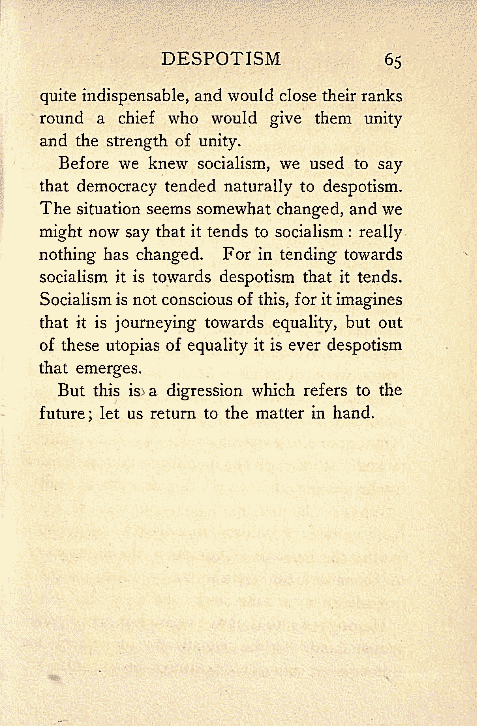 DESPOTISM 65
quite indispensable, and would close their ranks
round a chief who would give them unity
and the strength of unity.
Before we knew socialism, we used to say
that democracy tended naturally to despotism.
The situation seems somewhat changed, and we
might now say that it tends to socialism : really
nothing has changed. For in tending towards
socialism it is towards despotism that it tends.
Socialism is not conscious of this, for it imagines
that it is journeying towards equality, but out
of these utopias of equality it is ever despotism
that emerges.
But this is a digression which refers to the
future; let us return to the matter in hand.